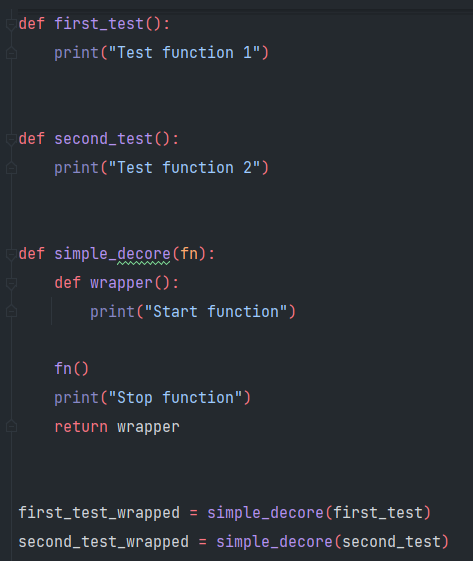 def first_test():
    print("Test function 1")
def second_test():
    print("Test function 2")
def simple_decore(fn):
    def wrapper():
        print("Start function")
    fn()
    print("Stop function")
    return wrapper
first_test_wrapped = simple_decore(first_test)
second_test_wrapped = simple_decore(second_test)